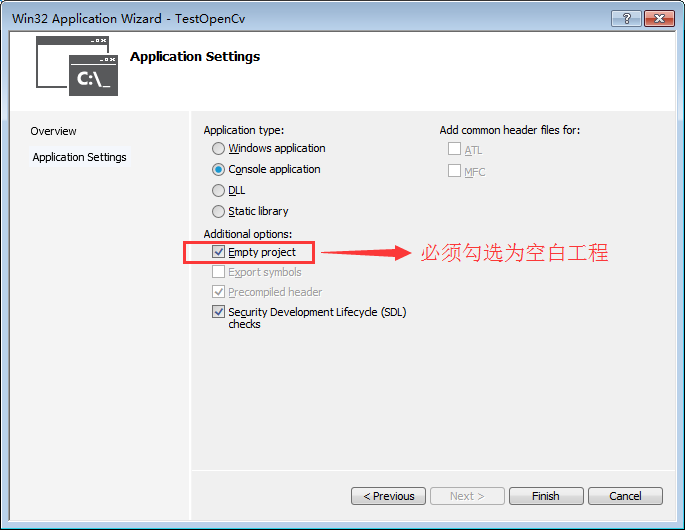 Win32 Application Wizard - TestOpenCv
C:\_
Application Settings
Overview
Application Settings
Application type:
Windows application
Console application
DLL
Static library
Additional options:
Empty project
Export symbols
Precompiled header
Security Development Lifecycle (SDL)
checks
Add common header files for:
ATL
MFC
必须勾选为空白工程
< Previous
Next >
Finish
Cancel